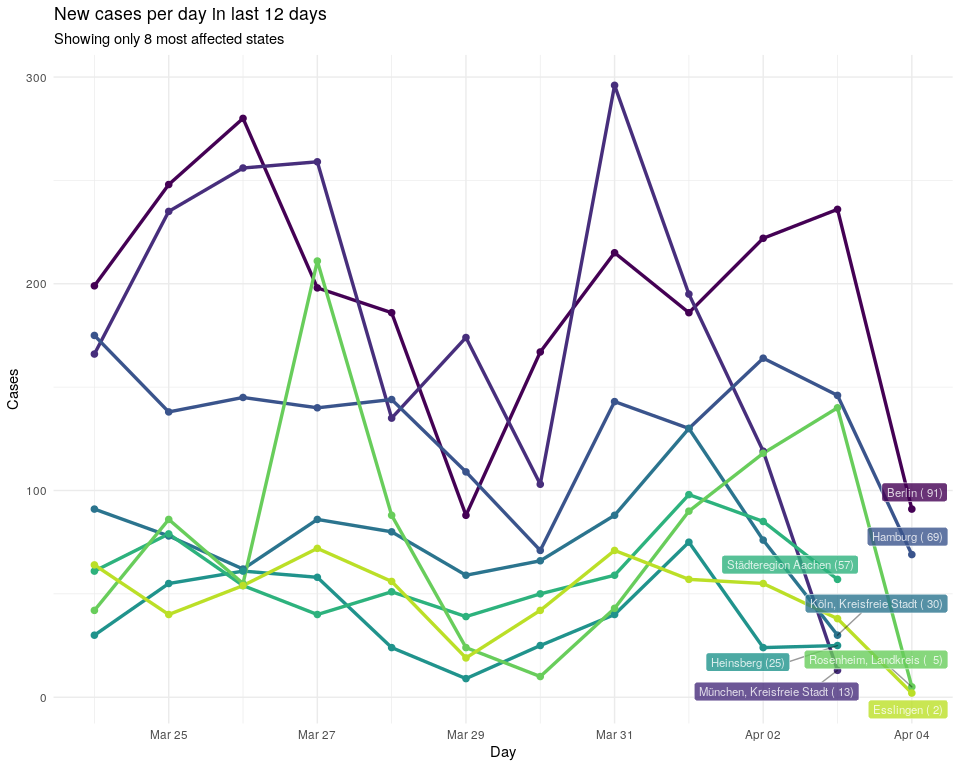 New cases per day in last 12 days
Showing only 8 most affected states
Cases
300
200
100
0
Berlin ( 91)
Hamburg ( 69)
Städteregion Aachen (57)
Köln, Kreisfreie Stadt ( 30)
Heinsberg (25)
Rosenheim, Landkreis (  5)
München, Kreisfreie Stadt ( 13)
Esslingen ( 2)
Mar 25
Mar 27
Mar 29
Mar 31
Apr 02
Apr 04
Day